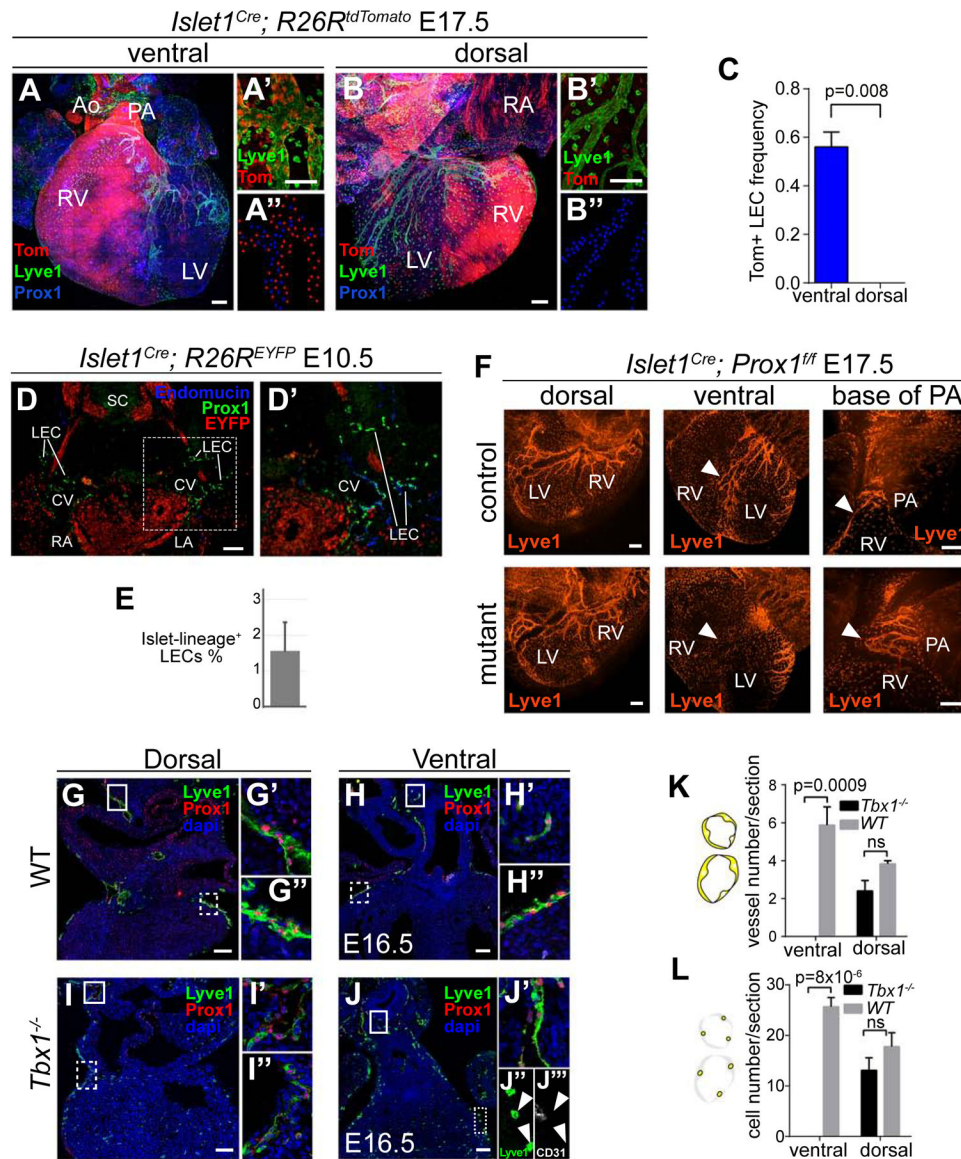 Islet1Cre; R26RtdTomato E17.5
ventral
dorsal
A
Ao
PA
RV
LV
Tom
Lyve1
Prox1
A'
Lyve1
Tom
A''
B
RA
RV
LV
Tom
Lyve1
Prox1
B'
Lyve1
Tom
B''
C
p=0.008
Tom+ LEC frequency
0.8
0.6
0.4
0.2
0.0
ventral dorsal
Islet1Cre; R26REYFP E10.5
D
Endomucin
Prox1
EYFP
SC
LEC
LEC
CV
CV
RA
LA
D'
CV
LEC
E
Islet-lineage+
LECs %
3
2
1
0
F
Islet1Cre; Prox1f/f E17.5
dorsal
ventral
base of PA
control
LV
RV
Lyve1
RV
LV
Lyve1
PA
RV
Lyve1
mutant
LV
RV
Lyve1
RV
LV
Lyve1
PA
RV
Lyve1
Dorsal
Ventral
WT
G
Lyve1
Prox1
dapi
G'
G''
H
Lyve1
Prox1
dapi
E16.5
H'
H''
Tbx1-/-
I
Lyve1
Prox1
dapi
I'
I''
J
Lyve1
Prox1
dapi
E16.5
J'
J''
Lyve1
J'''
CD31
K
p=0.0009
Tbx1-/-
WT
ns
vessel number/section
8
6
4
2
0
ventral dorsal
L
p=8x10-6
Tbx1-/-
WT
ns
cell number/section
30
20
10
0
ventral dorsal